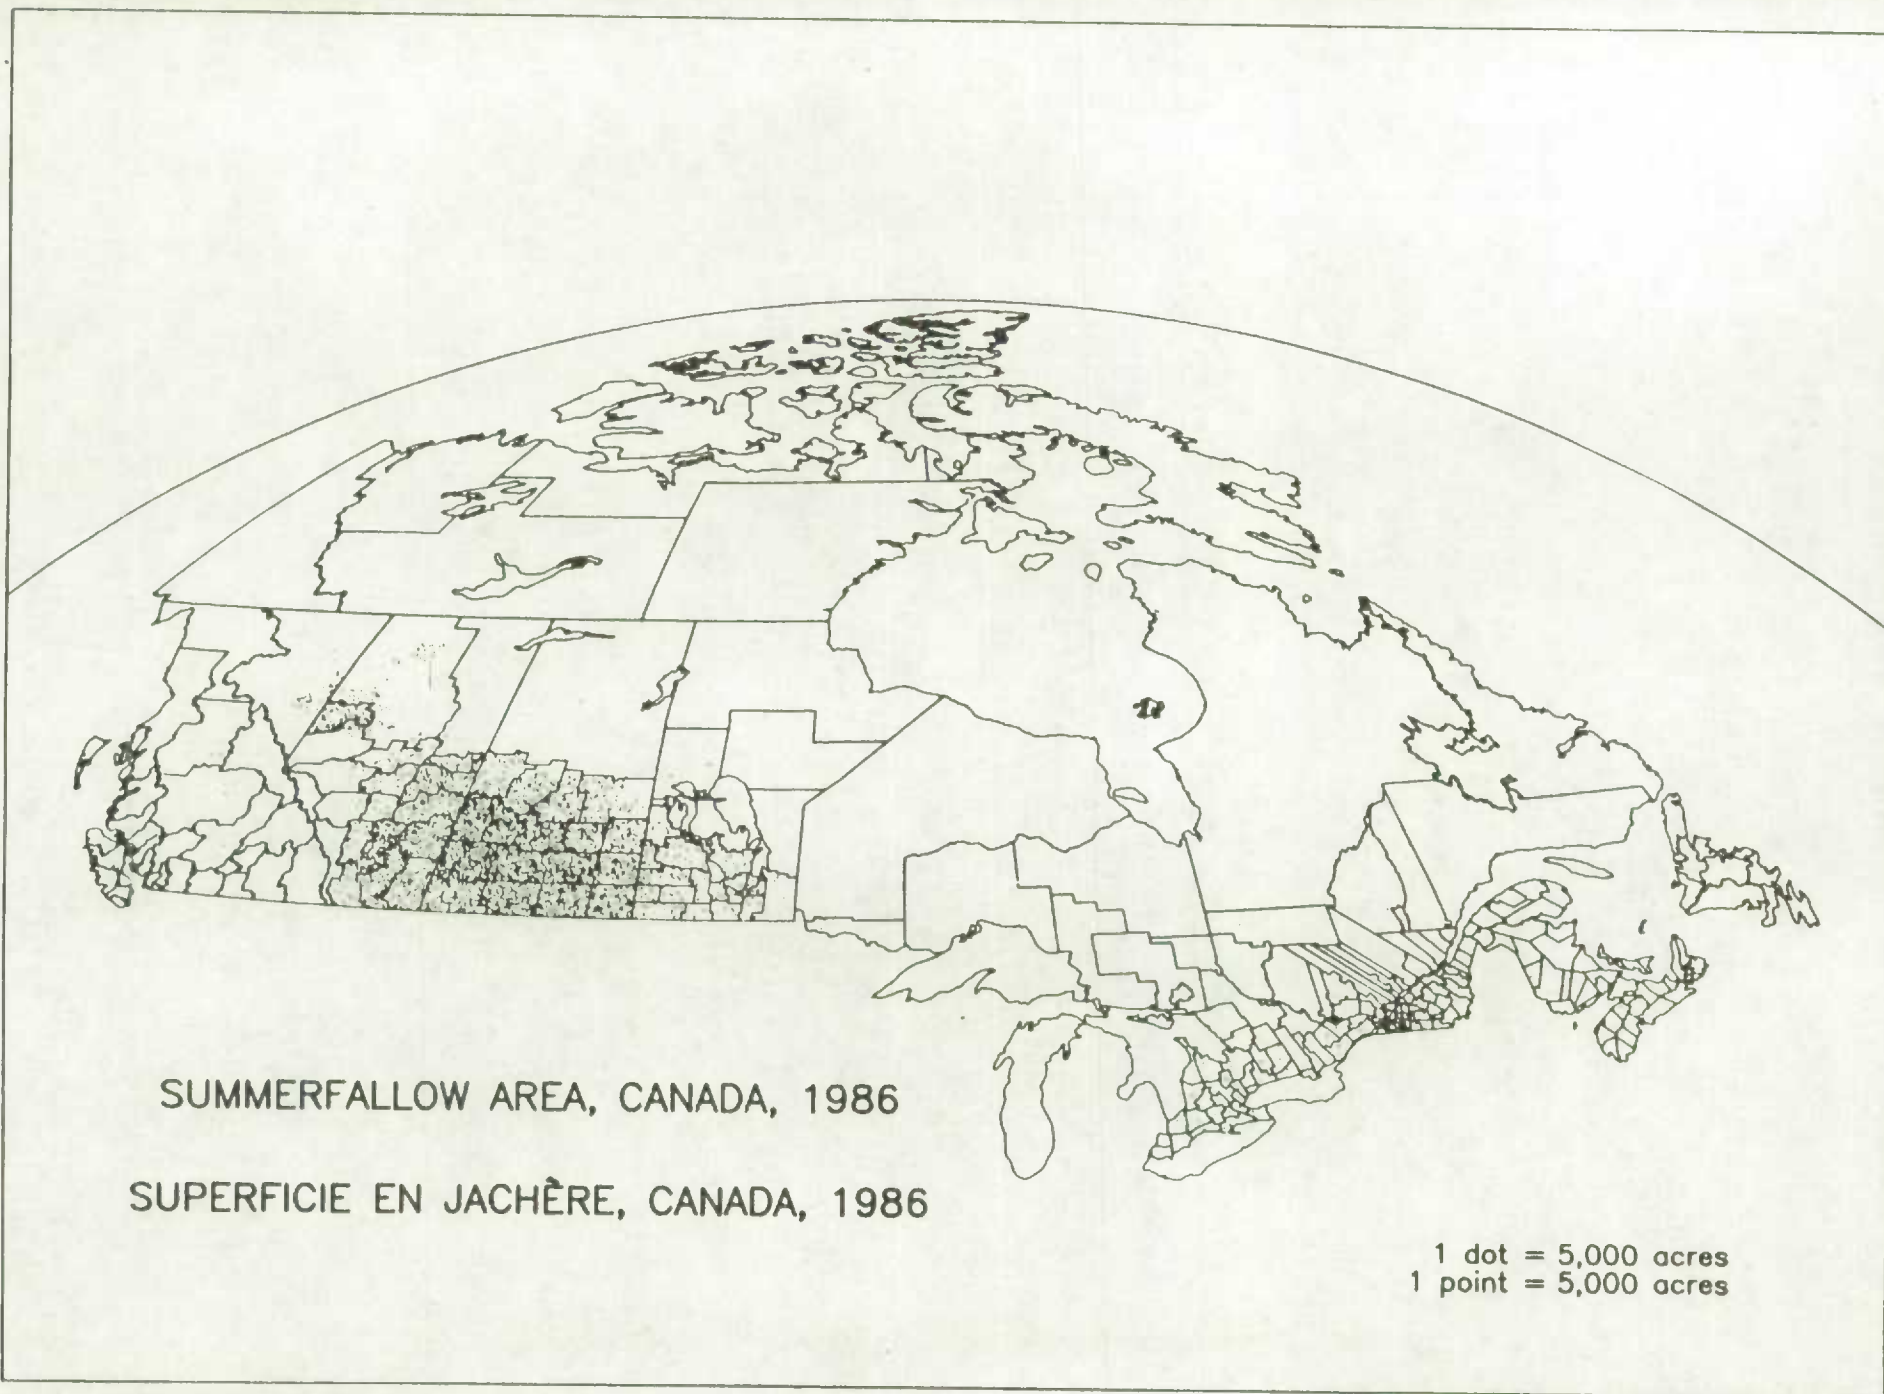 SUMMERFALLOW AREA, CANADA, 1986
SUPERFICIE EN JACHÈRE, CANADA, 1986
1 dot = 5,000 acres
1 point = 5,000 acres